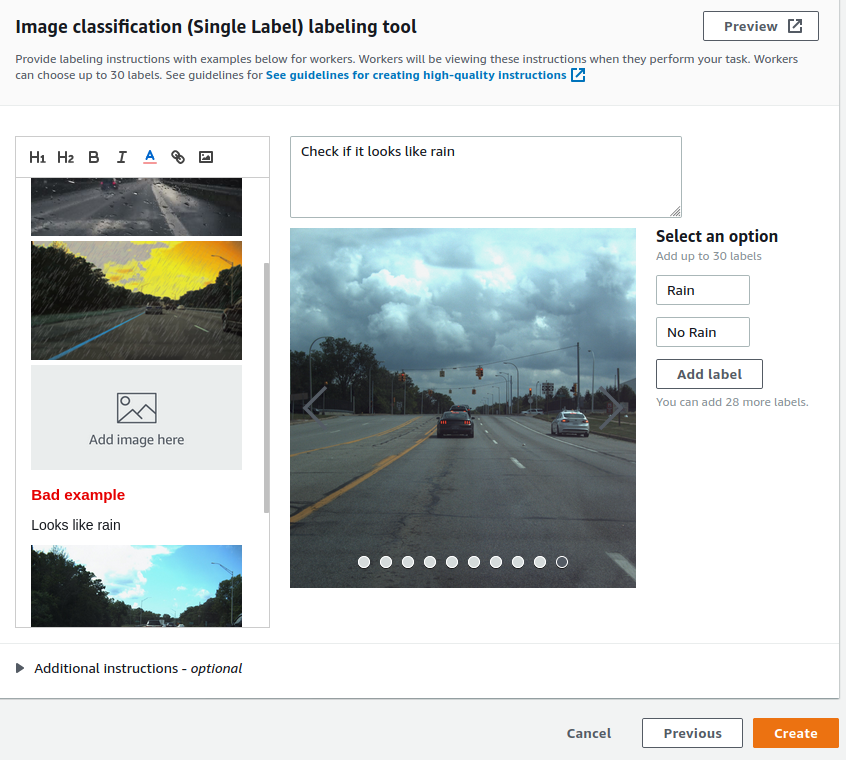 Image classification (Single Label) labeling tool
Preview
Provide labeling instructions with examples below for workers. Workers will be viewing these instructions when they perform your task. Workers
can choose up to 30 labels. See guidelines for See guidelines for creating high-quality instructions
H1 H2 B I A
Check if it looks like rain
Select an option
Add up to 30 labels
Rain
No Rain
Add label
You can add 28 more labels.
Add image here
Bad example
Looks like rain
Additional instructions - optional
Cancel
Previous
Create